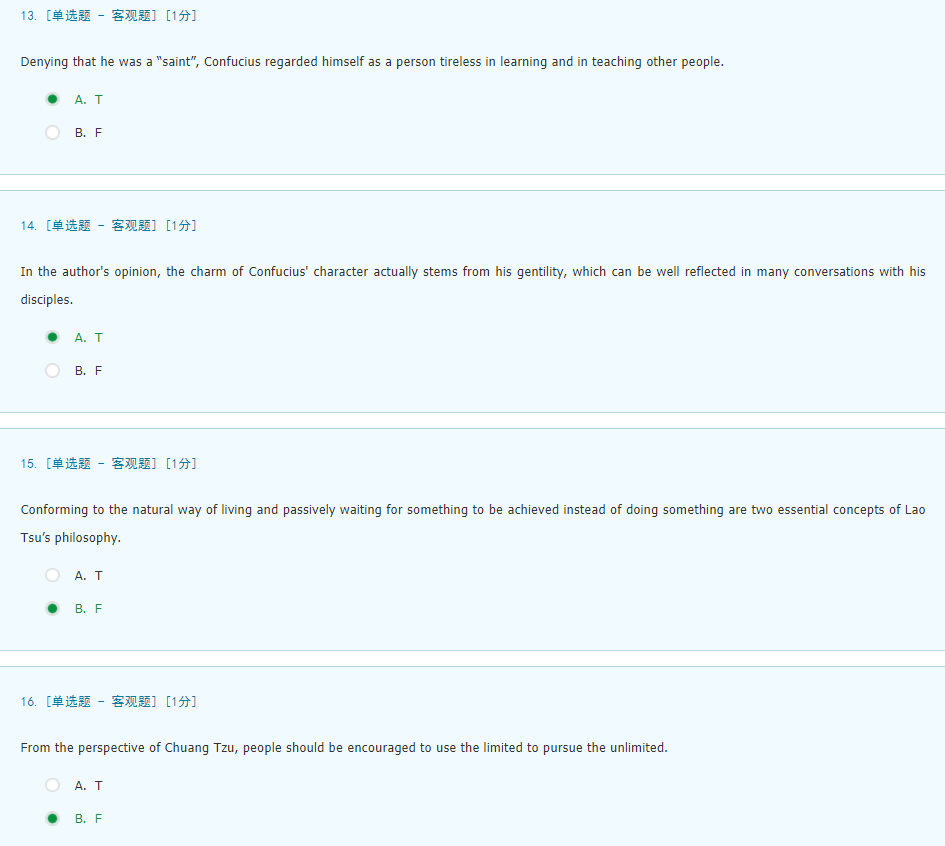 13. [单选题 - 客观题] [1分]
Denying that he was a “saint”, Confucius regarded himself as a person tireless in learning and in teaching other people.
A. T
B. F
14. [单选题 - 客观题] [1分]
In the author's opinion, the charm of Confucius' character actually stems from his gentility, which can be well reflected in many conversations with his
disciples.
A. T
B. F
15. [单选题 - 客观题] [1分]
Conforming to the natural way of living and passively waiting for something to be achieved instead of doing something are two essential concepts of Lao
Tsu’s philosophy.
A. T
B. F
16. [单选题 - 客观题] [1分]
From the perspective of Chuang Tzu, people should be encouraged to use the limited to pursue the unlimited.
A. T
B. F